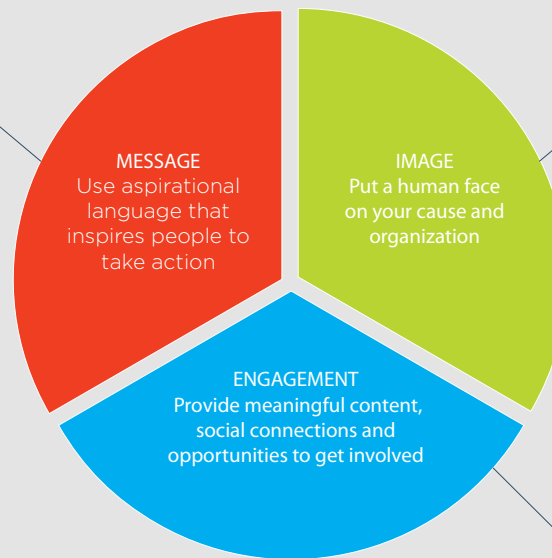 MESSAGE
Use aspirational
language that
inspires people to
take action
IMAGE
Put a human face
on your cause and
organization
ENGAGEMENT
Provide meaningful content,
social connections and
opportunities to get involved